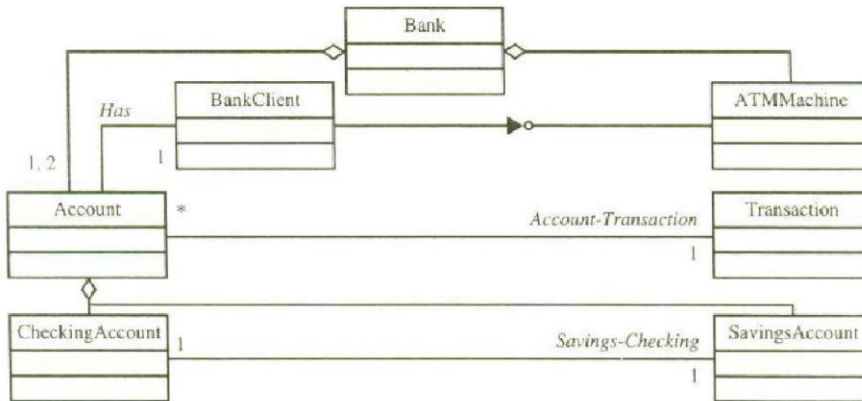 Bank
BankClient
ATMMachine
Has
1, 2
1
Account
*
Account-Transaction
1
Transaction
CheckingAccount
1
Savings-Checking
1
SavingsAccount